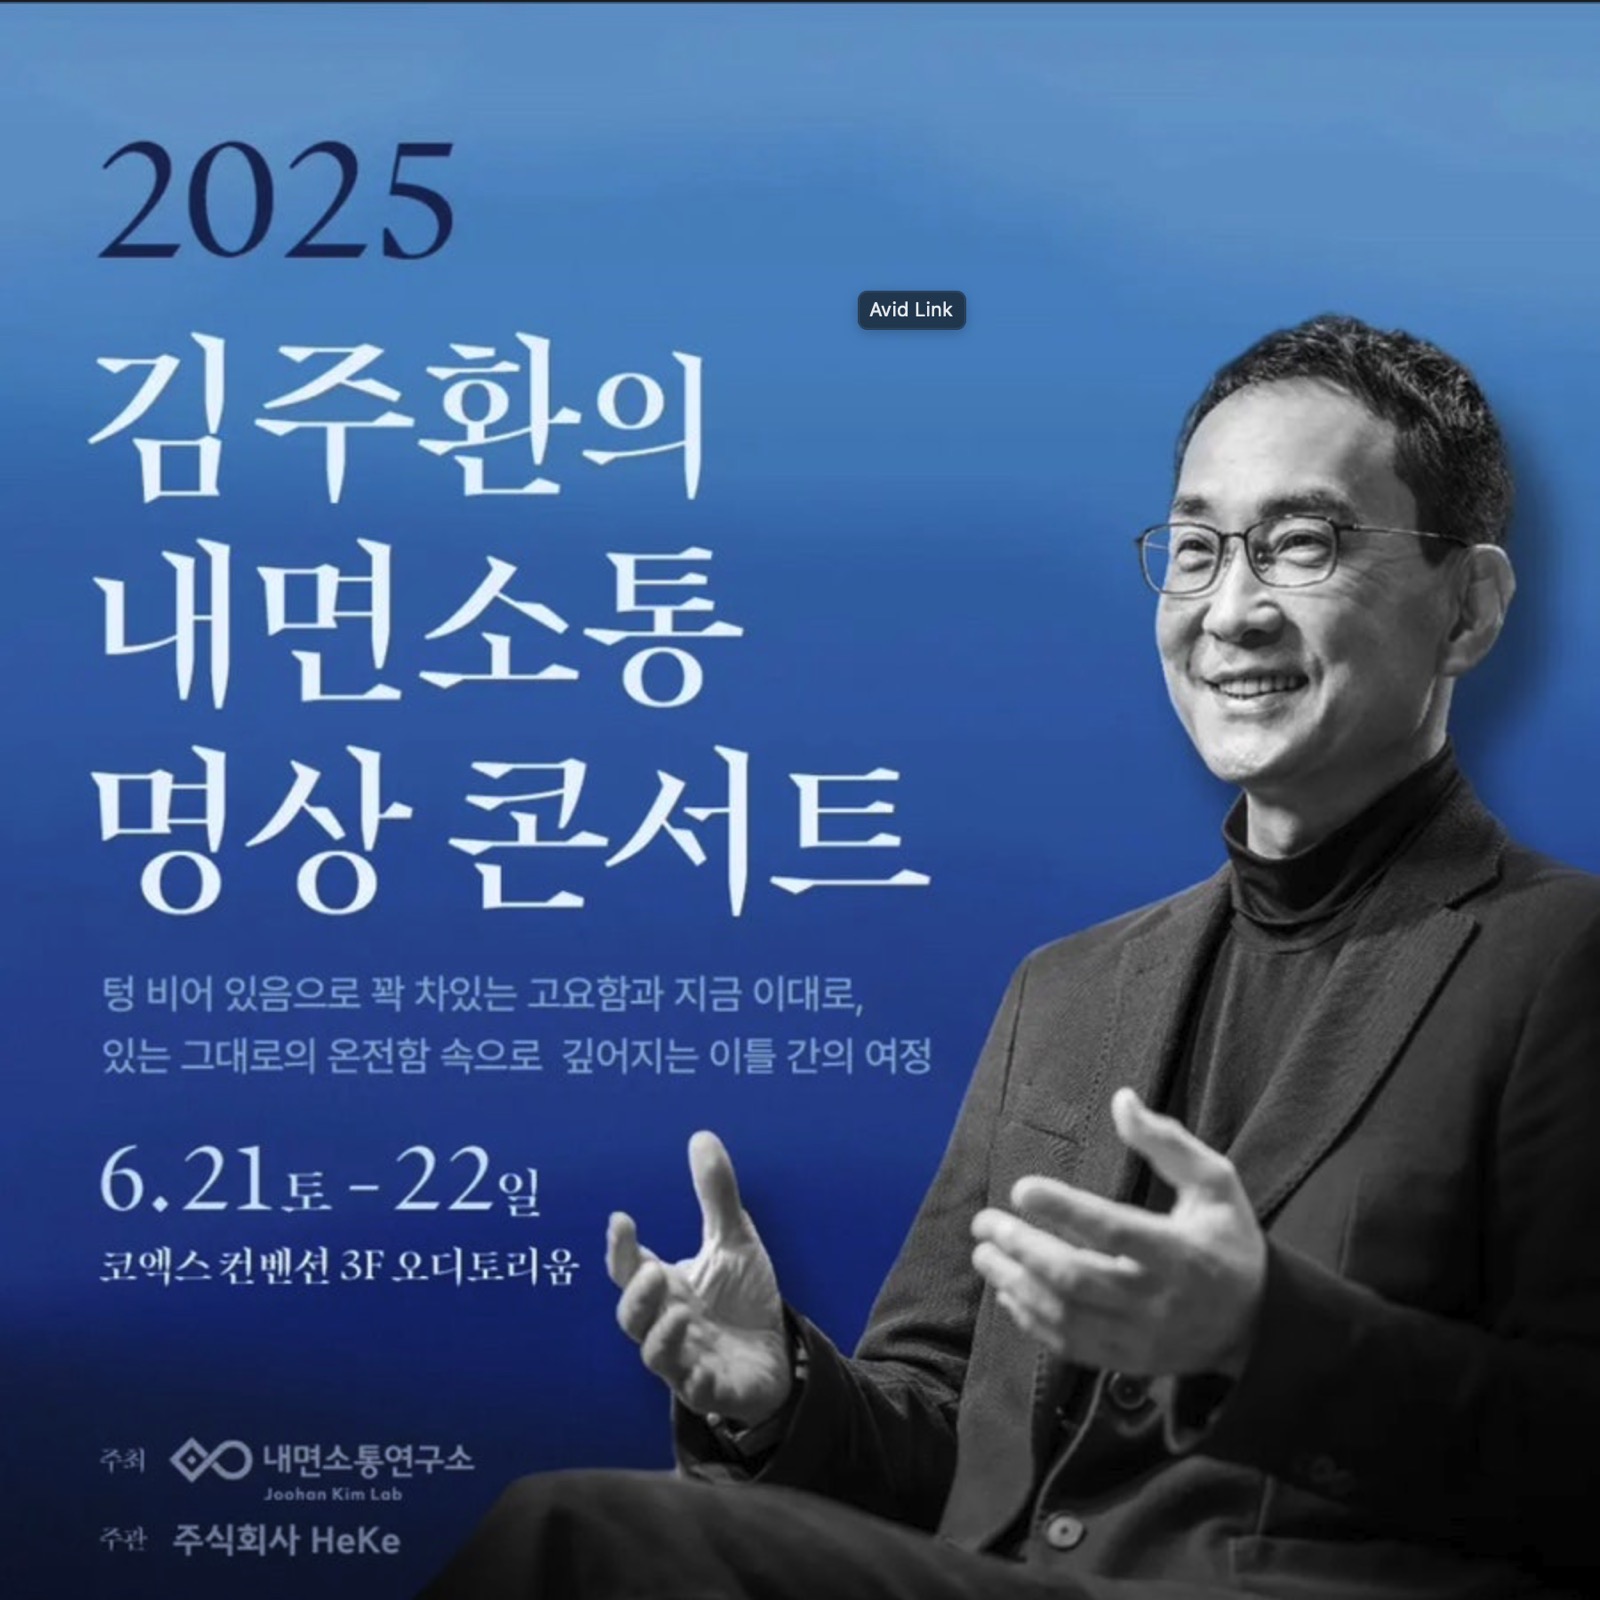 2025
Avid Link
김주환의
내면소통
명상 콘서트
텅 비어 있음으로 꽉 차있는 고요함과 지금 이대로,
있는 그대로의 온전함 속으로 깊어지는 이틀 간의 여정
6.21토 - 22일
코엑스 컨벤션 3F 오디토리움
주최 내면소통연구소
Joohan Kim Lab
주관 주식회사 HeKe